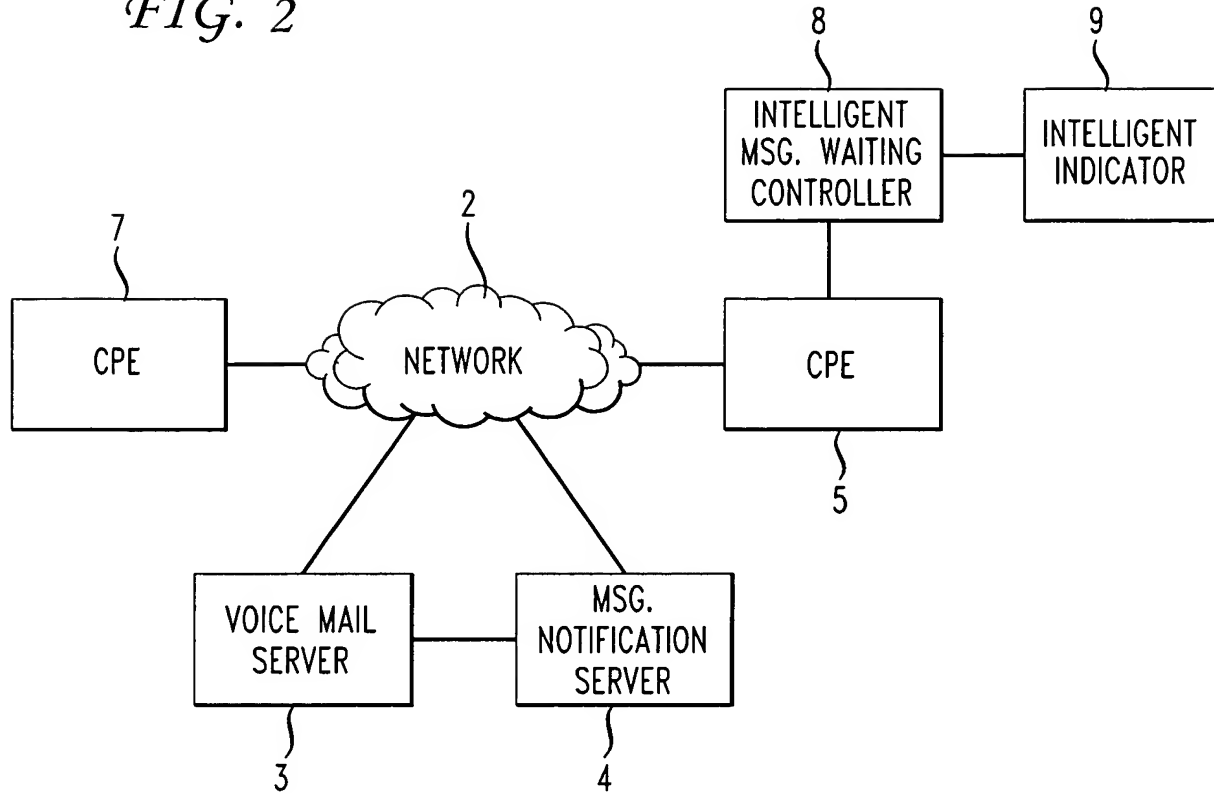 FIG. 2
8
9
INTELLIGENT
MSG. WAITING
CONTROLLER
INTELLIGENT
INDICATOR
7
2
CPE
NETWORK
CPE
5
VOICE MAIL
SERVER
MSG.
NOTIFICATION
SERVER
3
4